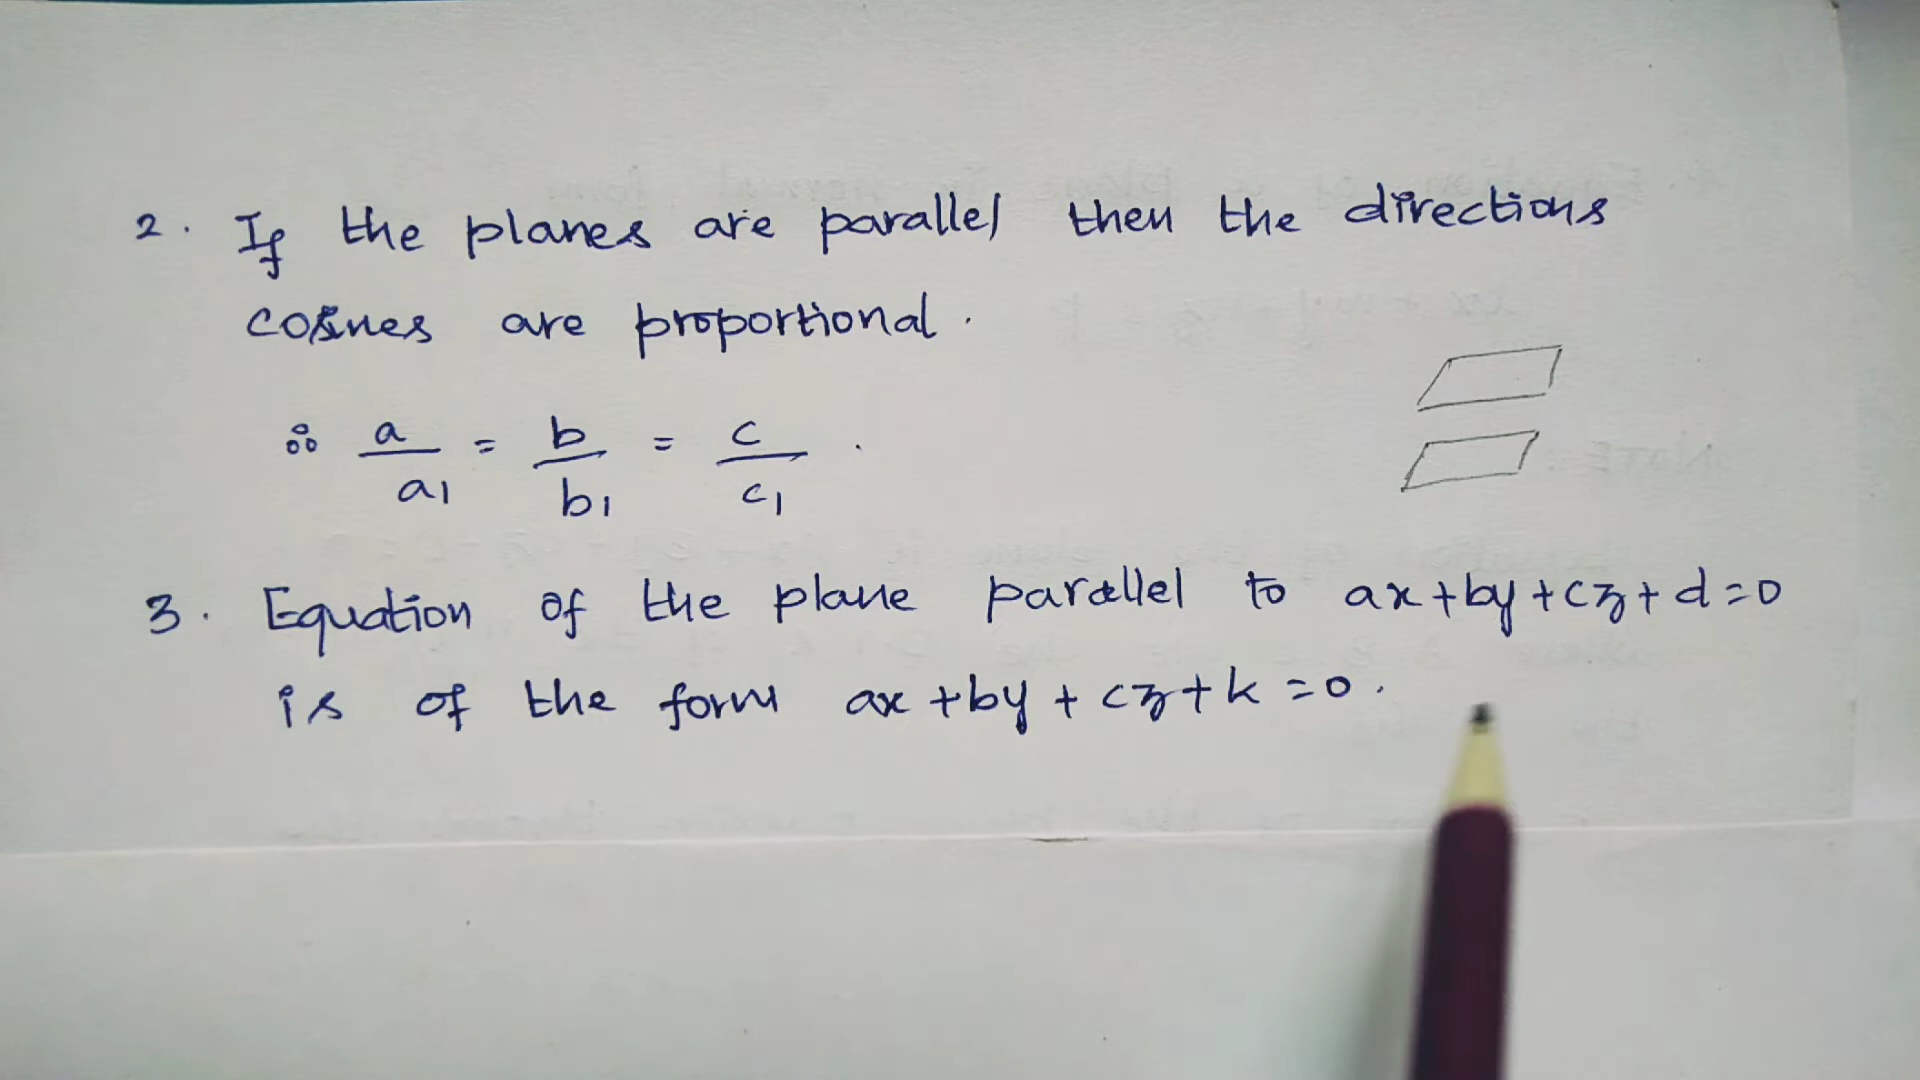 2. If the planes are parallel then the directions
cosines are proportional.
∴ a/a1 = b/b1 = c/c1 .
3. Equation of the plane parallel to ax+by+cz+d=0
is of the form ax+by+cz+k=0.